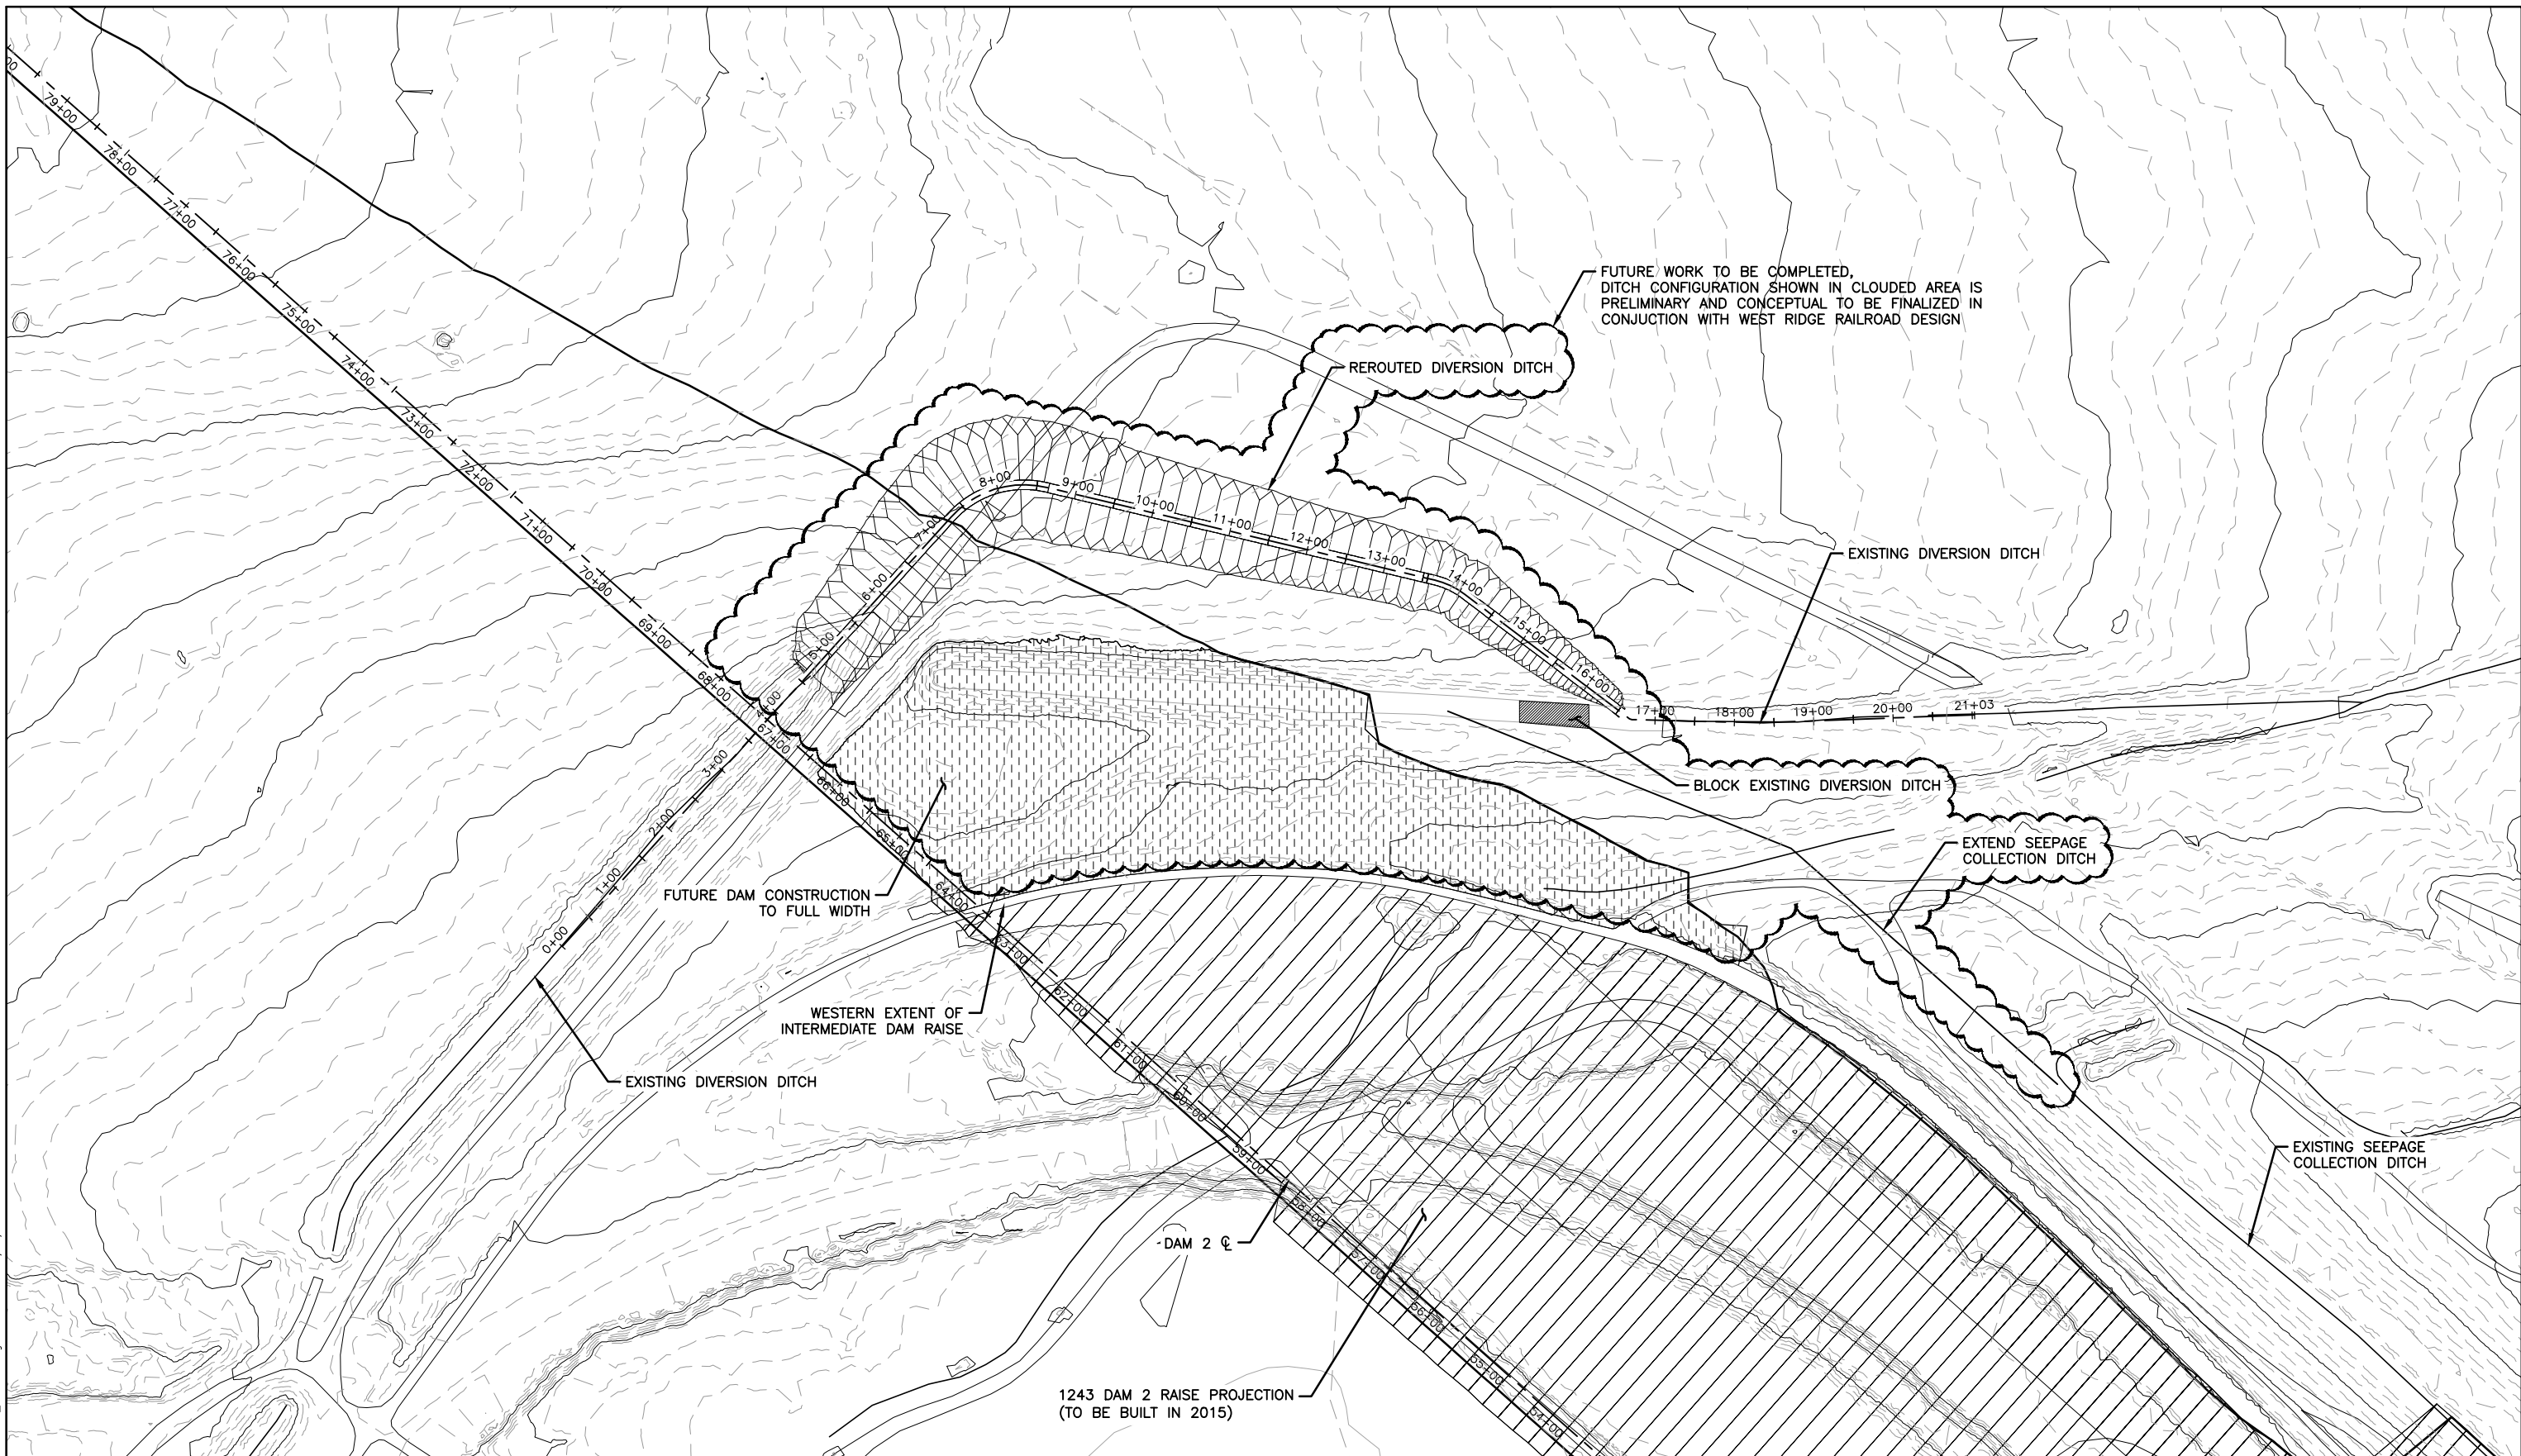 FUTURE WORK TO BE COMPLETED,
DITCH CONFIGURATION SHOWN IN CLOUDED AREA IS
PRELIMINARY AND CONCEPTUAL TO BE FINALIZED IN
CONJUCTION WITH WEST RIDGE RAILROAD DESIGN
REROUTED DIVERSION DITCH
EXISTING DIVERSION DITCH
BLOCK EXISTING DIVERSION DITCH
EXTEND SEEPAGE
COLLECTION DITCH
FUTURE DAM CONSTRUCTION
TO FULL WIDTH
WESTERN EXTENT OF
INTERMEDIATE DAM RAISE
EXISTING DIVERSION DITCH
EXISTING SEEPAGE
COLLECTION DITCH
DAM 2 ℄
1243 DAM 2 RAISE PROJECTION
(TO BE BUILT IN 2015)
79+00
78+00
77+00
76+00
75+00
74+00
73+00
72+00
71+00
70+00
69+00
68+00
67+00
66+00
65+00
64+00
63+00
62+00
61+00
60+00
59+00
58+00
57+00
56+00
55+00
54+00
0+00
1+00
2+00
3+00
4+00
5+00
6+00
7+00
8+00
9+00
10+00
11+00
12+00
13+00
14+00
15+00
16+00
17+00
18+00
19+00
20+00
21+03